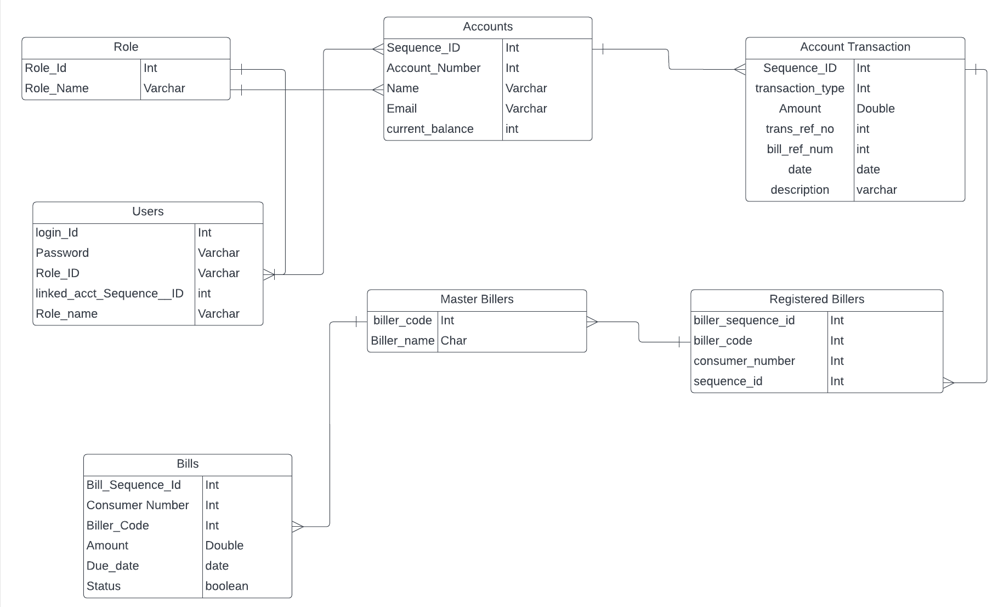 Role
Role_Id Int
Role_Name Varchar
Accounts
Sequence_ID Int
Account_Number Int
Name Varchar
Email Varchar
current_balance int
Account Transaction
Sequence_ID Int
transaction_type Int
Amount Double
trans_ref_no int
bill_ref_num int
date date
description varchar
Users
login_Id Int
Password Varchar
Role_ID Varchar
linked_acct_Sequence__ID int
Role_name Varchar
Master Billers
biller_code Int
Biller_name Char
Registered Billers
biller_sequence_id Int
biller_code Int
consumer_number Int
sequence_id Int
Bills
Bill_Sequence_Id Int
Consumer Number Int
Biller_Code Int
Amount Double
Due_date date
Status boolean